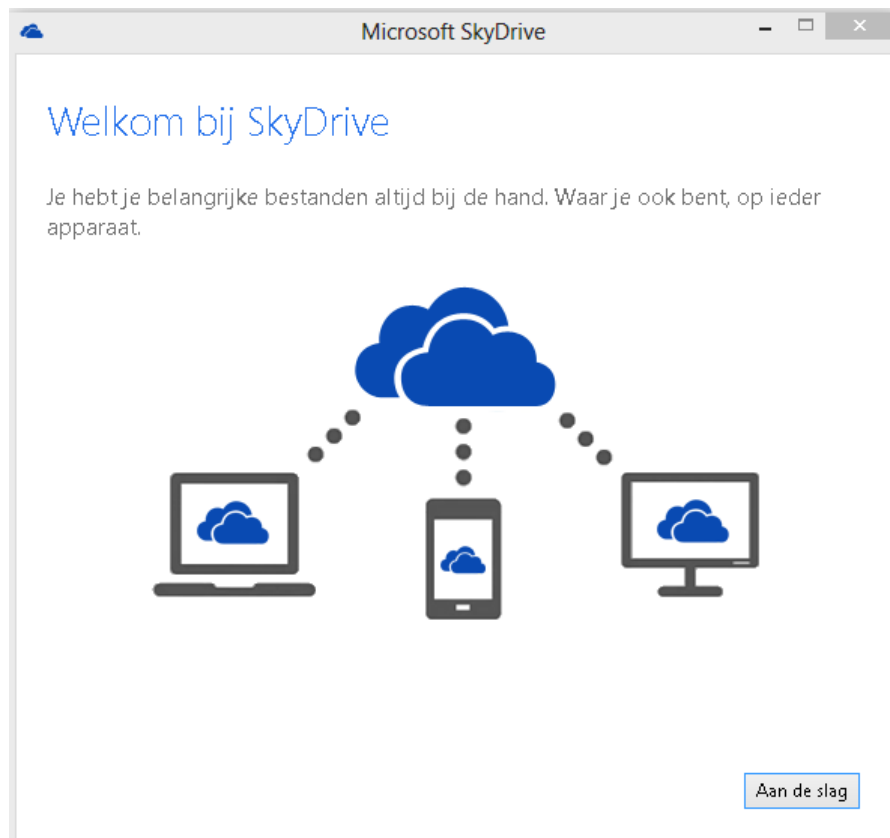 Microsoft SkyDrive
Welkom bij SkyDrive
Je hebt je belangrijke bestanden altijd bij de hand. Waar je ook bent, op ieder
apparaat.
Aan de slag